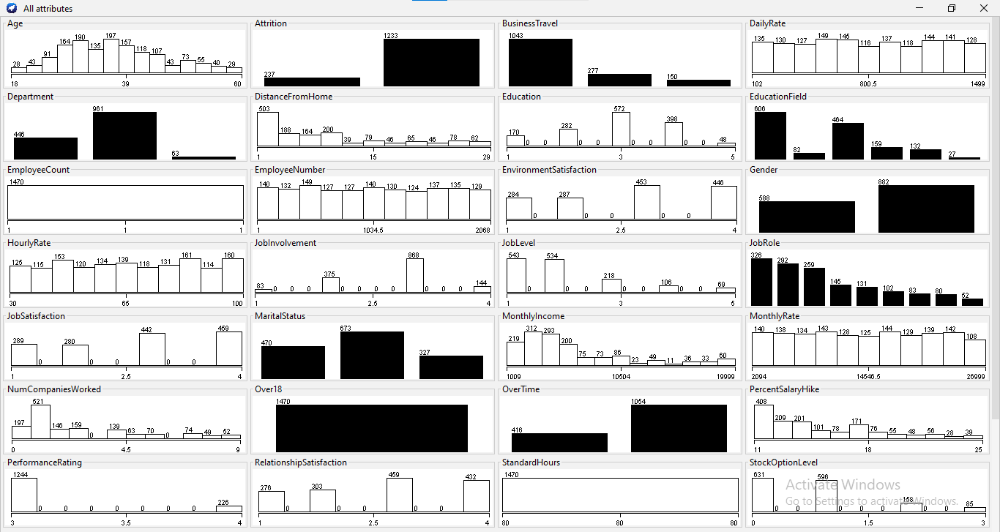 All attributes
Age
28 43 91 164 190 135 197 157 118 107 43 73 55 40 29
18 39 60
Attrition
237 1233
BusinessTravel
1043 277 150
DailyRate
135 130 127 149 145 116 137 118 144 141 128
102 800.5 1499
Department
446 961 63
DistanceFromHome
503 188 164 200 39 79 46 65 46 78 62
1 15 29
Education
170 0 0 282 0 0 572 0 0 398 0 0 48
1 3 5
EducationField
606 82 464 159 132 27
EmployeeCount
1470
1 1 1
EmployeeNumber
140 132 149 127 127 140 130 124 137 135 129
1 1034.5 2068
EnvironmentSatisfaction
284 0 287 0 0 453 0 0 446
1 2.5 4
Gender
588 882
HourlyRate
125 115 153 120 134 139 118 131 161 114 160
30 65 100
JobInvolvement
83 0 0 0 375 0 0 0 0 868 0 0 0 144
1 2.5 4
JobLevel
543 0 534 0 0 218 0 0 106 0 0 69
1 3 5
JobRole
326 292 259 145 131 102 83 80 52
JobSatisfaction
289 0 280 0 0 442 0 0 459
1 2.5 4
MaritalStatus
470 673 327
MonthlyIncome
219 312 293 200 75 73 86 23 49 11 36 33 60
1009 10504 19999
MonthlyRate
140 138 134 143 128 125 144 129 139 142 108
2094 14546.5 26999
NumCompaniesWorked
197 521 146 159 0 139 63 70 0 74 49 52
0 4.5 9
Over18
1470
OverTime
416 1054
PercentSalaryHike
408 209 201 101 78 171 76 55 48 56 28 39
11 18 25
PerformanceRating
1244 0 0 0 0 0 0 0 226
3 3.5 4
RelationshipSatisfaction
276 0 303 0 0 459 0 0 432
1 2.5 4
StandardHours
1470
80 80 80
StockOptionLevel
631 0 0 596 0 0 0 158 0 0 85
0 1.5 3
Activate Windows
Go to Settings to activate Windows.